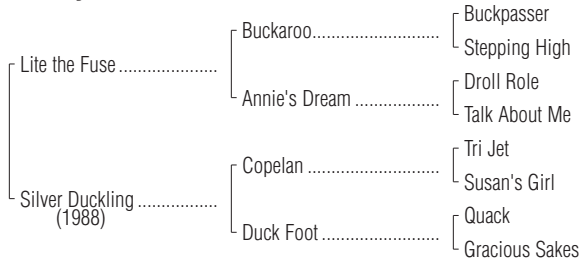 Buckpasser
Buckaroo
Stepping High
Lite the Fuse
Droll Role
Annie's Dream
Talk About Me
Tri Jet
Copelan
Susan's Girl
Silver Duckling
(1988)
Quack
Duck Foot
Gracious Sakes